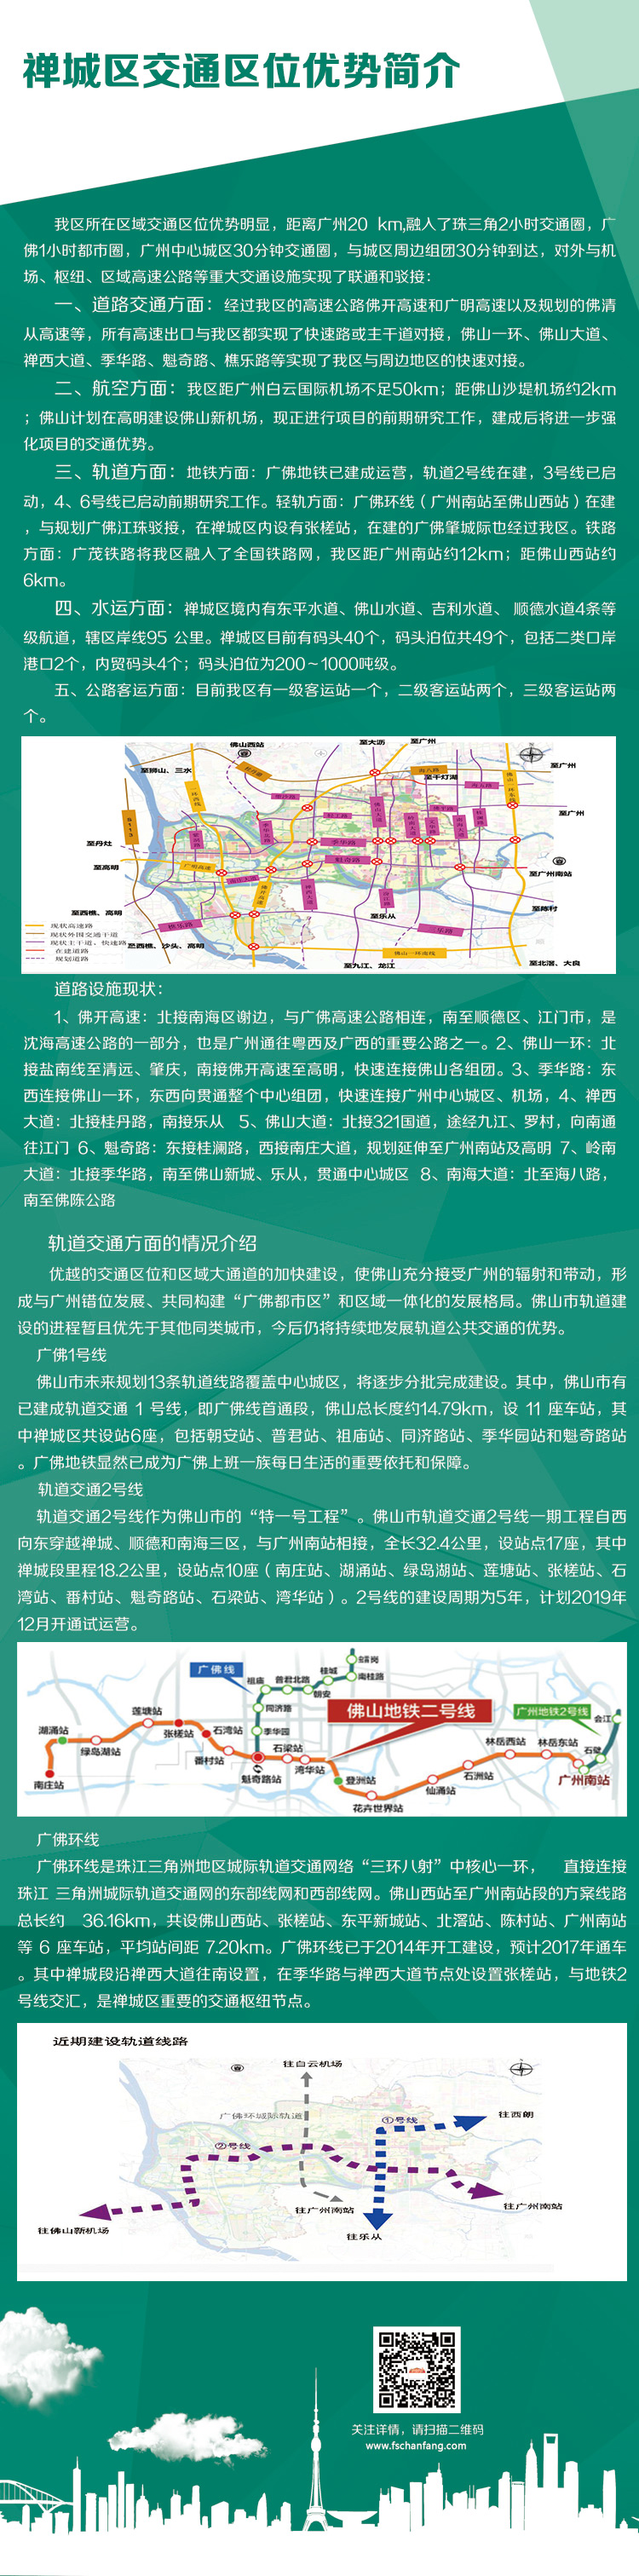 禅城区交通区位优势简介
我区所在区域交通区位优势明显，距离广州20 km,融入了珠三角2小时交通圈，广
佛1小时都市圈，广州中心城区30分钟交通圈，与城区周边组团30分钟到达，对外与机
场、枢纽、区域高速公路等重大交通设施实现了联通和驳接：
一、道路交通方面：经过我区的高速公路佛开高速和广明高速以及规划的佛清
从高速等，所有高速出口与我区都实现了快速路或主干道对接，佛山一环、佛山大道、
禅西大道、季华路、魁奇路、樵乐路等实现了我区与周边地区的快速对接。
二、航空方面：我区距广州白云国际机场不足50km；距佛山沙堤机场约2km
；佛山计划在高明建设佛山新机场，现正进行项目的前期研究工作，建成后将进一步强
化项目的交通优势。
三、轨道方面：地铁方面：广佛地铁已建成运营，轨道2号线在建，3号线已启
动，4、6号线已启动前期研究工作。轻轨方面：广佛环线（广州南站至佛山西站）在建
，与规划广佛江珠驳接，在禅城区内设有张槎站，在建的广佛肇城际也经过我区。铁路
方面：广茂铁路将我区融入了全国铁路网，我区距广州南站约12km；距佛山西站约
6km。
四、水运方面：禅城区境内有东平水道、佛山水道、吉利水道、 顺德水道4条等
级航道，辖区岸线95 公里。禅城区目前有码头40个，码头泊位共49个，包括二类口岸
港口2个，内贸码头4个；码头泊位为200~1000吨级。
五、公路客运方面：目前我区有一级客运站一个，二级客运站两个，三级客运站两
个。
佛山西站
至大沥
至广州
至狮山、三水
至千灯湖
至广州
至广州
至丹灶
季华路
魁奇路
至高明
广明高速
至广州南站
至西樵、高明
至乐从
至陈村
现状高速路
现状外围交通干道
现状主干道、快速路
在建道路
规划道路
至西樵、沙头、高明
佛山一环南线
至九江、龙江
至北滘、大良
道路设施现状：
1、佛开高速：北接南海区谢边，与广佛高速公路相连，南至顺德区、江门市，是
沈海高速公路的一部分，也是广州通往粤西及广西的重要公路之一。2、佛山一环：北
接盐南线至清远、肇庆，南接佛开高速至高明，快速连接佛山各组团。3、季华路：东
西连接佛山一环，东西向贯通整个中心组团，快速连接广州中心城区、机场，4、禅西
大道：北接桂丹路，南接乐从 5、佛山大道：北接321国道，途经九江、罗村，向南通
往江门 6、魁奇路：东接桂澜路，西接南庄大道，规划延伸至广州南站及高明 7、岭南
大道：北接季华路，南至佛山新城、乐从，贯通中心城区 8、南海大道：北至海八路，
南至佛陈公路
轨道交通方面的情况介绍
优越的交通区位和区域大通道的加快建设，使佛山充分接受广州的辐射和带动，形
成与广州错位发展、共同构建“广佛都市区”和区域一体化的发展格局。佛山市轨道建
设的进程暂且优先于其他同类城市，今后仍将持续地发展轨道公共交通的优势。
广佛1号线
佛山市未来规划13条轨道线路覆盖中心城区，将逐步分批完成建设。其中，佛山市有
已建成轨道交通 1 号线，即广佛线首通段，佛山总长度约14.79km，设 11 座车站，其
中禅城区共设站6座，包括朝安站、普君站、祖庙站、同济路站、季华园站和魁奇路站
。广佛地铁显然已成为广佛上班一族每日生活的重要依托和保障。
轨道交通2号线
轨道交通2号线作为佛山市的“特一号工程”。佛山市轨道交通2号线一期工程自西
向东穿越禅城、顺德和南海三区，与广州南站相接，全长32.4公里，设站点17座，其中
禅城段里程18.2公里，设站点10座（南庄站、湖涌站、绿岛湖站、莲塘站、张槎站、石
湾站、番村站、魁奇路站、石梁站、湾华站）。2号线的建设周期为5年，计划2019年
12月开通试运营。
广佛线
祖庙
普君北路
朝安
桂城
南桂路
雷岗
同济路
季华园
佛山地铁二号线
广州地铁2号线
会江
石壁
广州南站
莲塘站
湖涌站
绿岛湖站
张槎站
石湾站
番村站
南庄站
魁奇路站
石梁站
湾华站
登洲站
花卉世界站
仙涌站
石洲站
林岳西站
林岳东站
广佛环线
广佛环线是珠江三角洲地区城际轨道交通网络“三环八射”中核心一环， 直接连接
珠江 三角洲城际轨道交通网的东部线网和西部线网。佛山西站至广州南站段的方案线路
总长约 36.16km，共设佛山西站、张槎站、东平新城站、北滘站、陈村站、广州南站
等 6 座车站，平均站间距 7.20km。广佛环线已于2014年开工建设，预计2017年通车
。其中禅城段沿禅西大道往南设置，在季华路与禅西大道节点处设置张槎站，与地铁2
号线交汇，是禅城区重要的交通枢纽节点。
近期建设轨道线路
往白云机场
广佛环城际轨道
①号线
往西朗
②号线
往广州南站
往广州南站
往佛山新机场
往乐从
关注详情，请扫描二维码
www.fschanfang.com